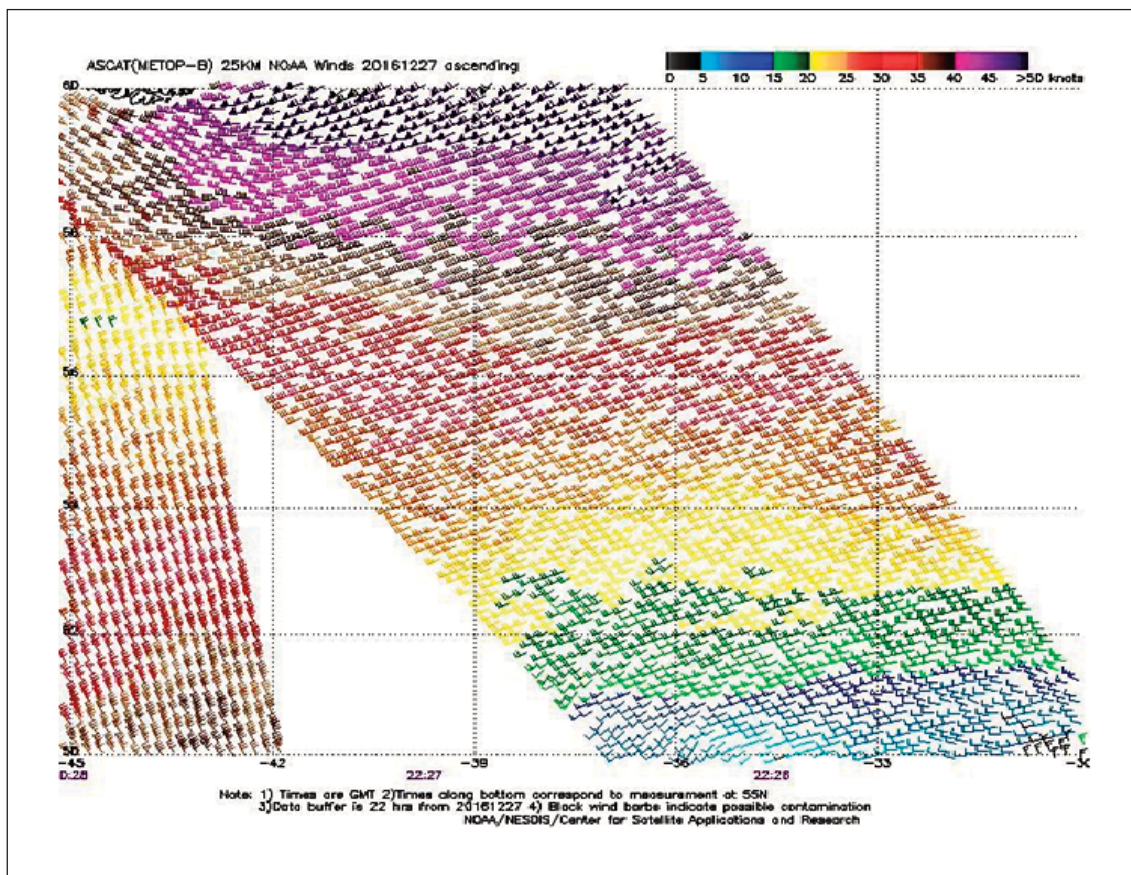 ASCAT(METOP-B) 25KM NOAA Winds 20161227 ascending
0 5 10 15 20 25 30 35 40 45 >50 knots
60
58
56
54
52
50
-45 -42 -39 -36 -33 -30
0:28 22:27 22:26
Note: 1) Times are GMT 2)Times along bottom correspond to measurement at 55N
3)Data buffer is 22 hrs from 20161227 4) Black wind barbs indicate possible contamination
NOAA/NESDIS/Center for Satellite Applications and Research